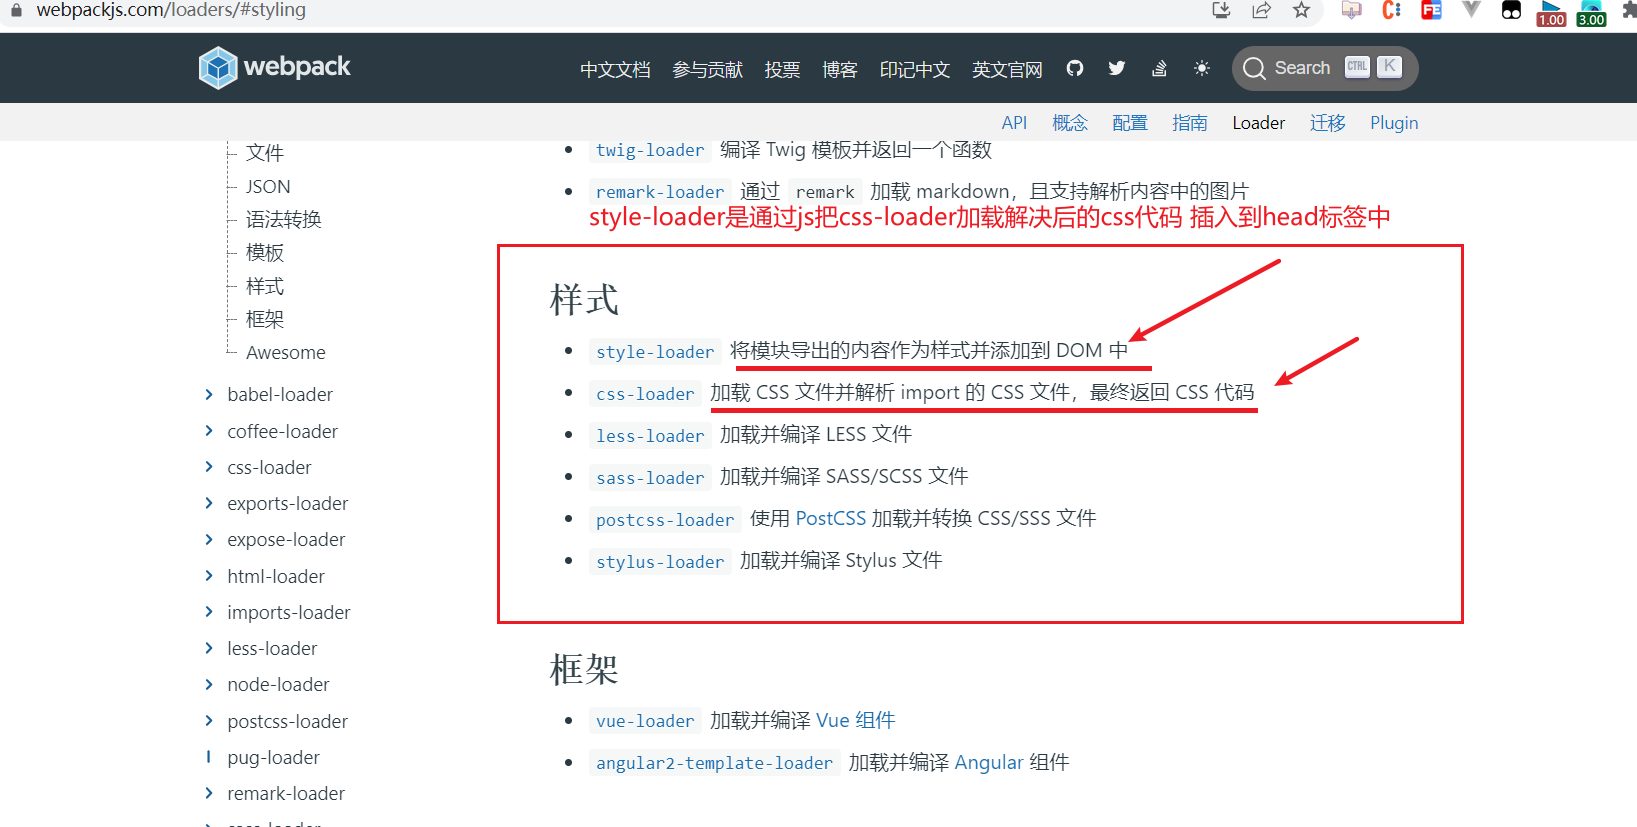 webpackjs.com/loaders/#styling
1.00
3.00
webpack
中文文档 参与贡献 投票 博客 印记中文 英文官网
Search CTRL K
API 概念 配置 指南 Loader 迁移 Plugin
文件
JSON
语法转换
模板
样式
框架
Awesome
babel-loader
coffee-loader
css-loader
exports-loader
expose-loader
html-loader
imports-loader
less-loader
node-loader
postcss-loader
pug-loader
remark-loader
twig-loader 编译 Twig 模板并返回一个函数
remark-loader 通过 remark 加载 markdown，且支持解析内容中的图片
style-loader是通过js把css-loader加载解决后的css代码 插入到head标签中
样式
style-loader 将模块导出的内容作为样式并添加到 DOM 中
css-loader 加载 CSS 文件并解析 import 的 CSS 文件，最终返回 CSS 代码
less-loader 加载并编译 LESS 文件
sass-loader 加载并编译 SASS/SCSS 文件
postcss-loader 使用 PostCSS 加载并转换 CSS/SSS 文件
stylus-loader 加载并编译 Stylus 文件
框架
vue-loader 加载并编译 Vue 组件
angular2-template-loader 加载并编译 Angular 组件